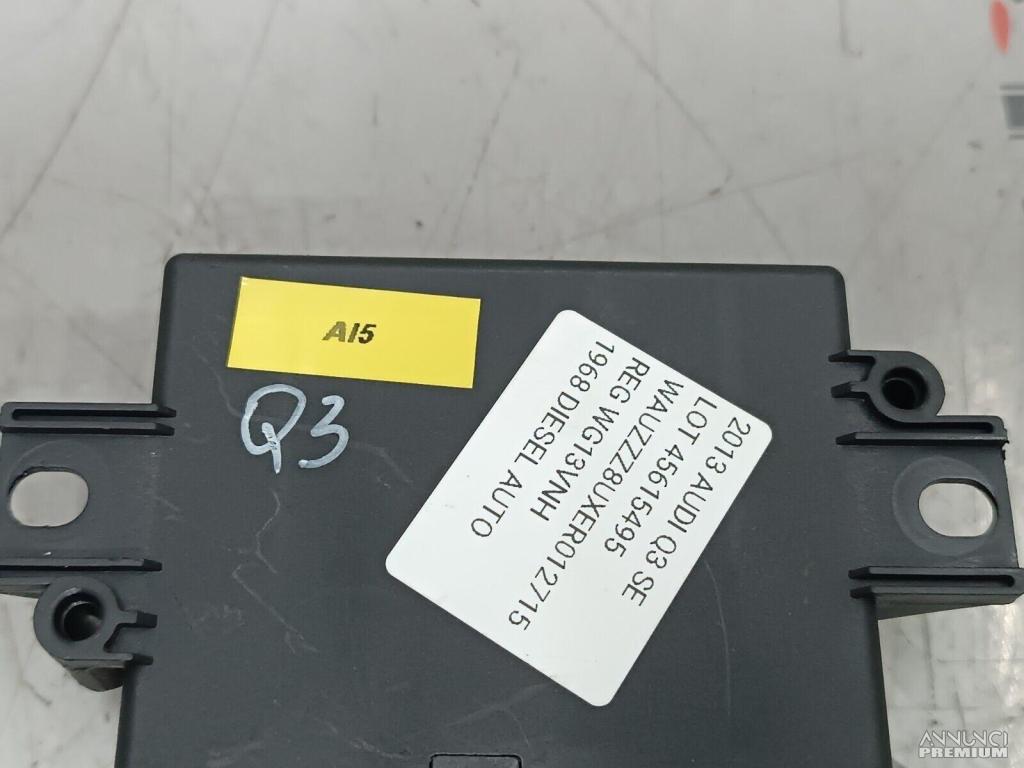 AI5
Q3
2013 AUDI Q3 SE
LOT 45615495
WAUZZZ8UXER012715
REG WG13VNH
1968 DIESEL AUTO
ANNUNCI
PREMIUM